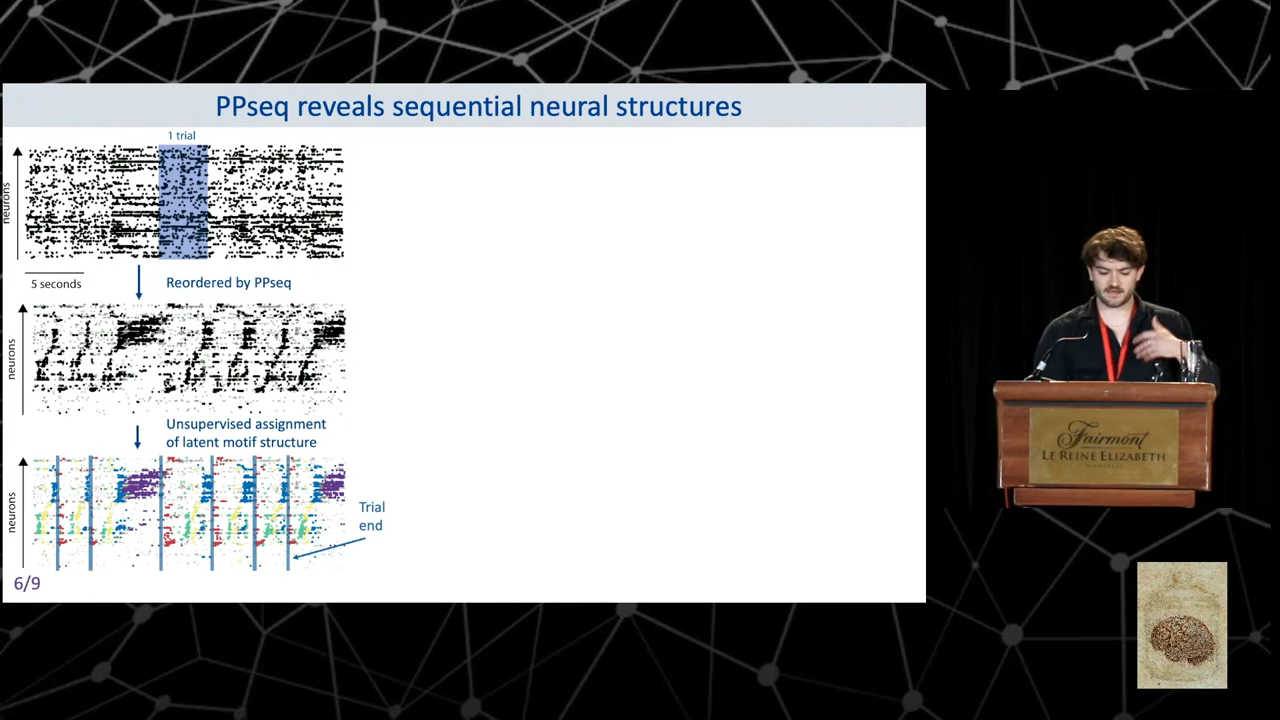 PPseq reveals sequential neural structures
1 trial
neurons
5 seconds
Reordered by PPseq
neurons
Unsupervised assignment
of latent motif structure
neurons
Trial
end
6/9
Fairmont
LE REINE ELIZABETH